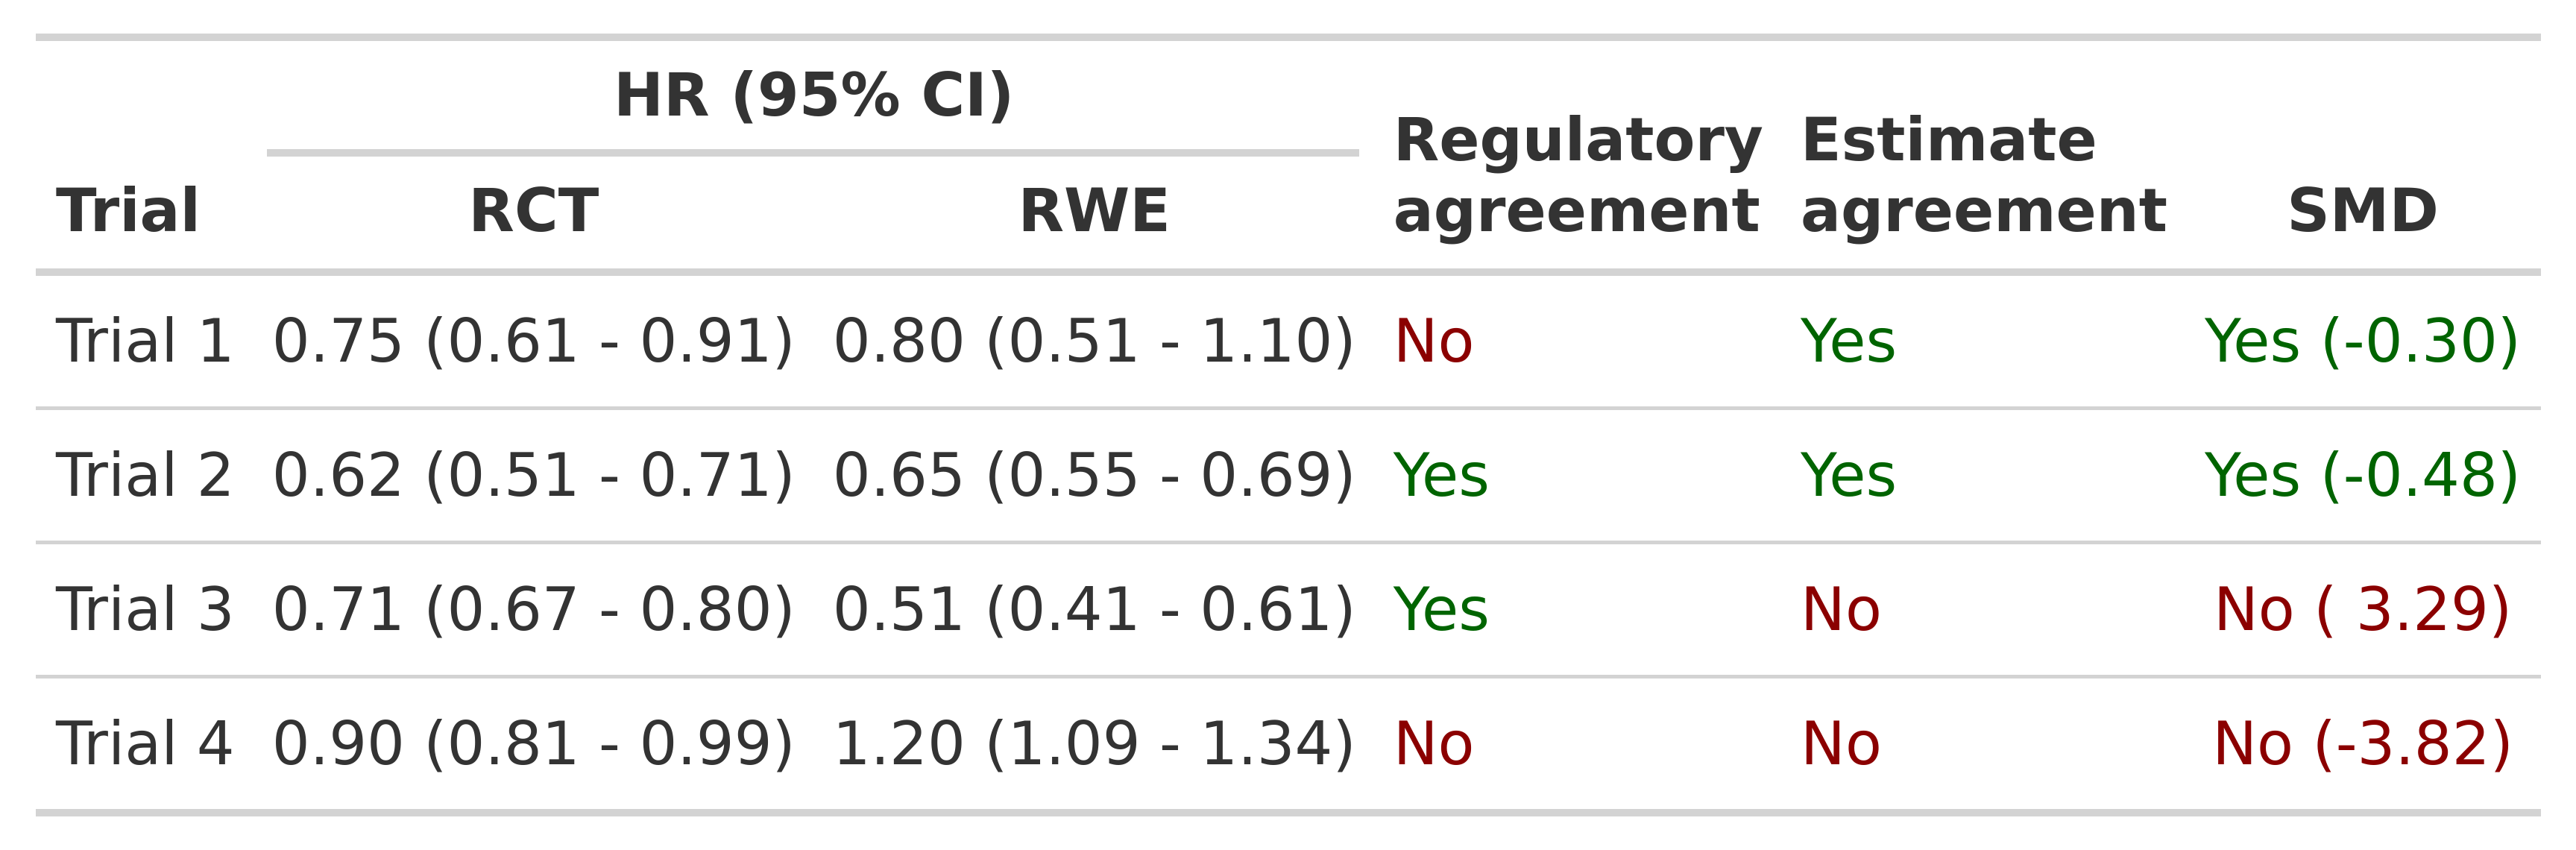 HR (95% CI)
Trial RCT RWE Regulatory agreement Estimate agreement SMD
Trial 1 0.75 (0.61 - 0.91) 0.80 (0.51 - 1.10) No Yes Yes (-0.30)
Trial 2 0.62 (0.51 - 0.71) 0.65 (0.55 - 0.69) Yes Yes Yes (-0.48)
Trial 3 0.71 (0.67 - 0.80) 0.51 (0.41 - 0.61) Yes No No ( 3.29)
Trial 4 0.90 (0.81 - 0.99) 1.20 (1.09 - 1.34) No No No (-3.82)